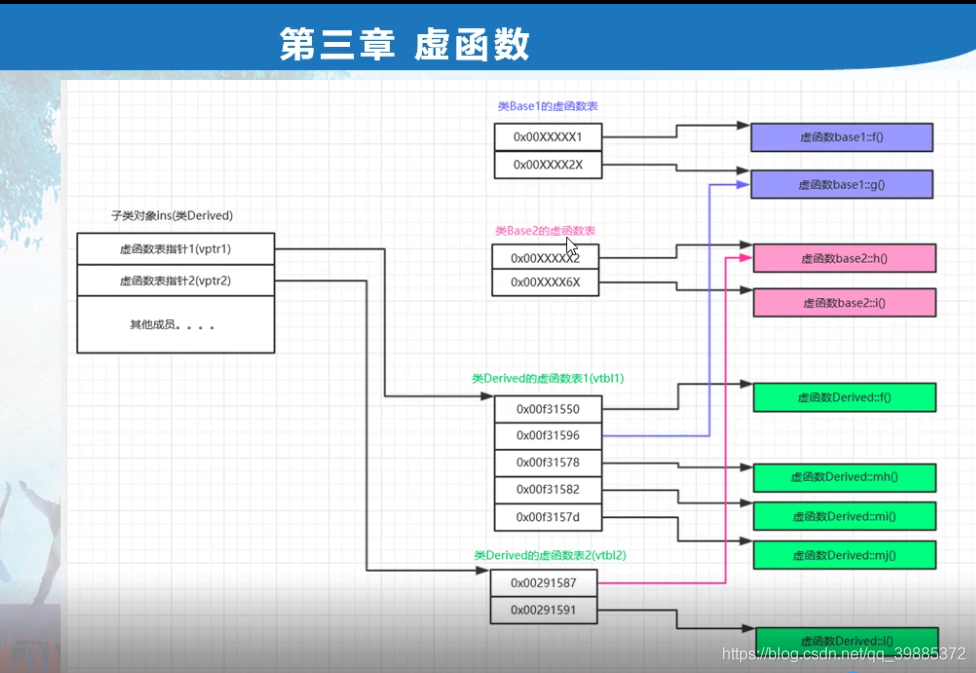 第三章 虚函数
类Base1的虚函数表
0x00XXXXX1
0x00XXXX2X
虚函数base1::f()
虚函数base1::g()
子类对象ins(类Derived)
虚函数表指针1(vptr1)
虚函数表指针2(vptr2)
其他成员。。。。
类Base2的虚函数表
0x00XXXXX2
0x00XXXX6X
虚函数base2::h()
虚函数base2::i()
类Derived的虚函数表1(vtbl1)
0x00f31550
0x00f31596
0x00f31578
0x00f31582
0x00f3157d
虚函数Derived::f()
虚函数Derived::mh()
虚函数Derived::mi()
虚函数Derived::mj()
类Derived的虚函数表2(vtbl2)
0x00291587
0x00291591
虚函数Derived::i()
https://blog.csdn.net/qq_39885372